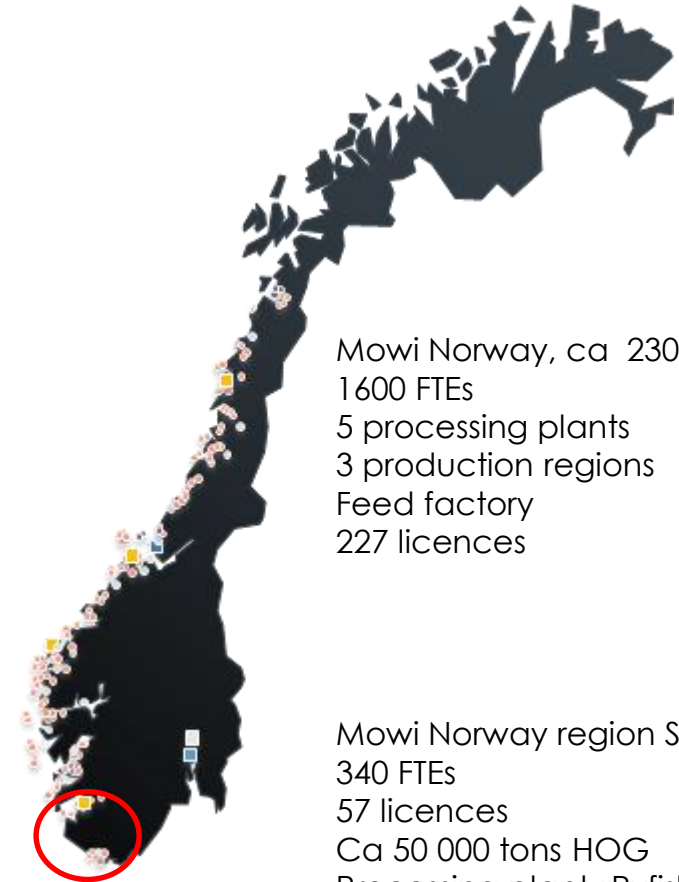 Mowi Norway, ca 230
1600 FTEs
5 processing plants
3 production regions
Feed factory
227 licences
Mowi Norway region S
340 FTEs
57 licences
Ca 50 000 tons HOG